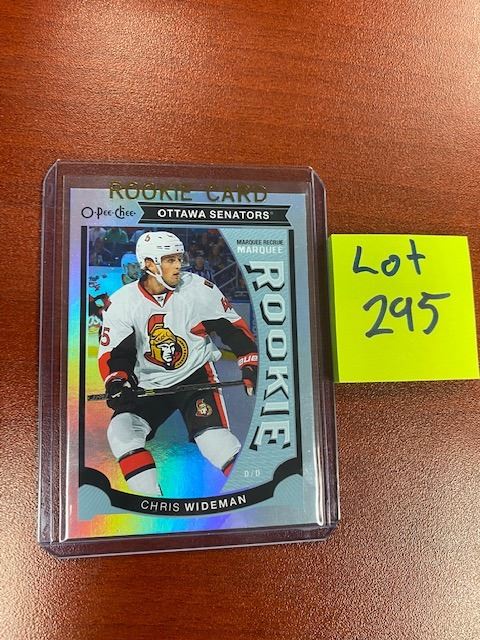 ROOKIE CARD
O-Pee-Chee
OTTAWA SENATORS
MARQUEE RECRUE
MARQUEE
ROOKIE
D/D
CHRIS WIDEMAN
Lot
295